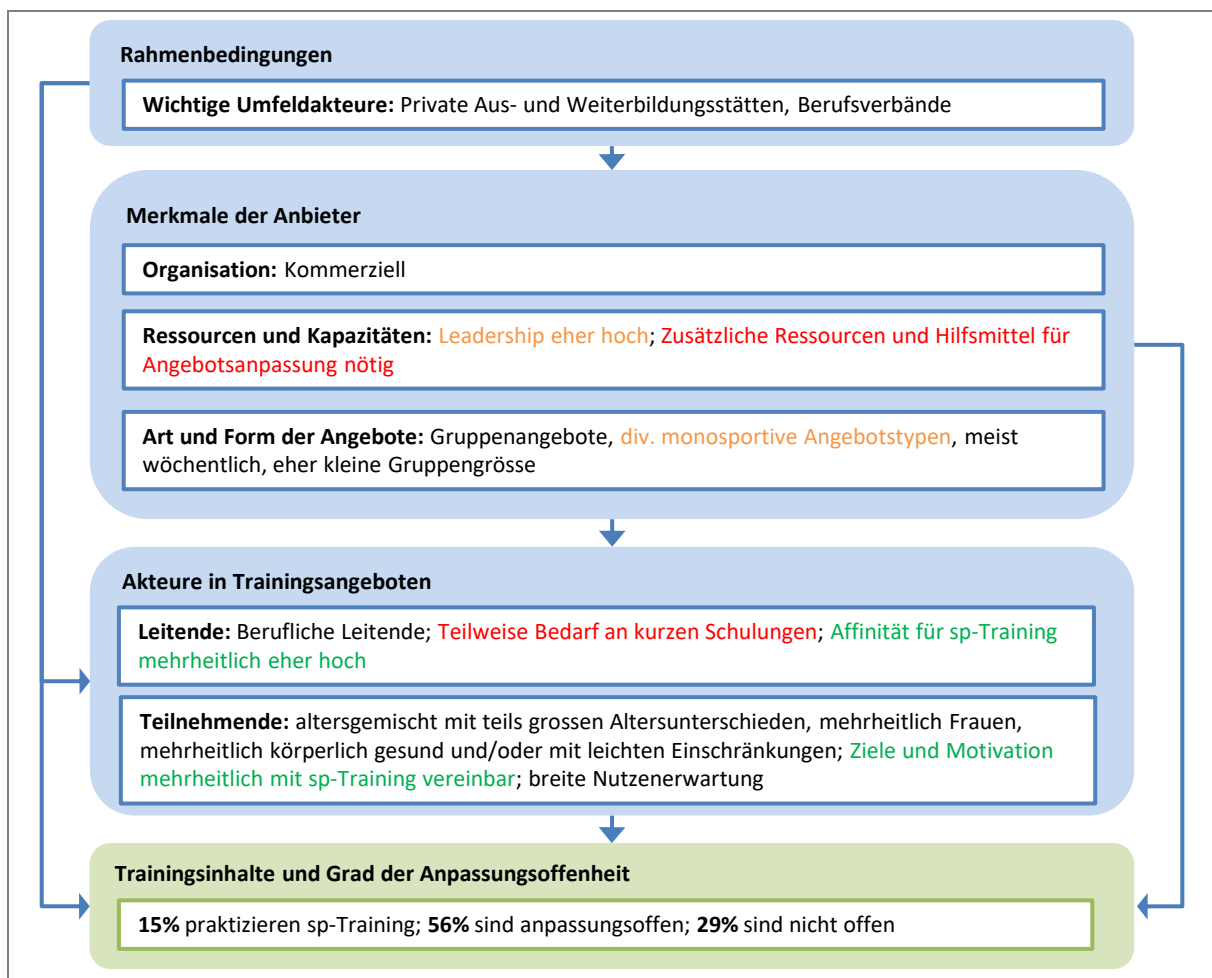 Rahmenbedingungen
Wichtige Umfeldakteure: Private Aus- und Weiterbildungsstätten, Berufsverbände
Merkmale der Anbieter
Organisation: Kommerziell
Ressourcen und Kapazitäten: Leadership eher hoch; Zusätzliche Ressourcen und Hilfsmittel für
Angebotsanpassung nötig
Art und Form der Angebote: Gruppenangebote, div. monosportive Angebotstypen, meist
wöchentlich, eher kleine Gruppengrösse
Akteure in Trainingsangeboten
Leitende: Berufliche Leitende; Teilweise Bedarf an kurzen Schulungen; Affinität für sp-Training
mehrheitlich eher hoch
Teilnehmende: altersgemischt mit teils grossen Altersunterschieden, mehrheitlich Frauen,
mehrheitlich körperlich gesund und/oder mit leichten Einschränkungen; Ziele und Motivation
mehrheitlich mit sp-Training vereinbar; breite Nutzenerwartung
Trainingsinhalte und Grad der Anpassungsoffenheit
15% praktizieren sp-Training; 56% sind anpassungsoffen; 29% sind nicht offen